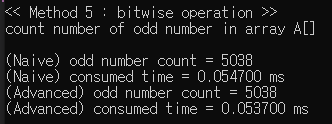 << Method 5 : bitwise operation >>
count number of odd number in array A[]
(Naive) odd number count = 5038
(Naive) consumed time = 0.054700 ms
(Advanced) odd number count = 5038
(Advanced) consumed time = 0.053700 ms